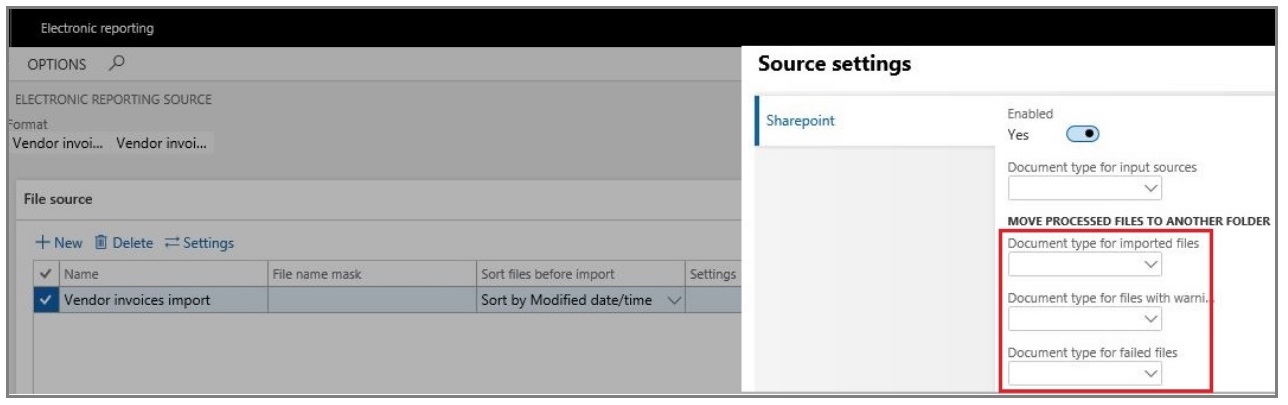 Electronic reporting
OPTIONS
ELECTRONIC REPORTING SOURCE
Format
Vendor invoi... Vendor invoi...
File source
New Delete Settings
Name File name mask Sort files before import Settings
Vendor invoices import Sort by Modified date/time
Source settings
Sharepoint
Enabled
Yes
Document type for input sources
MOVE PROCESSED FILES TO ANOTHER FOLDER
Document type for imported files
Document type for files with warni...
Document type for failed files